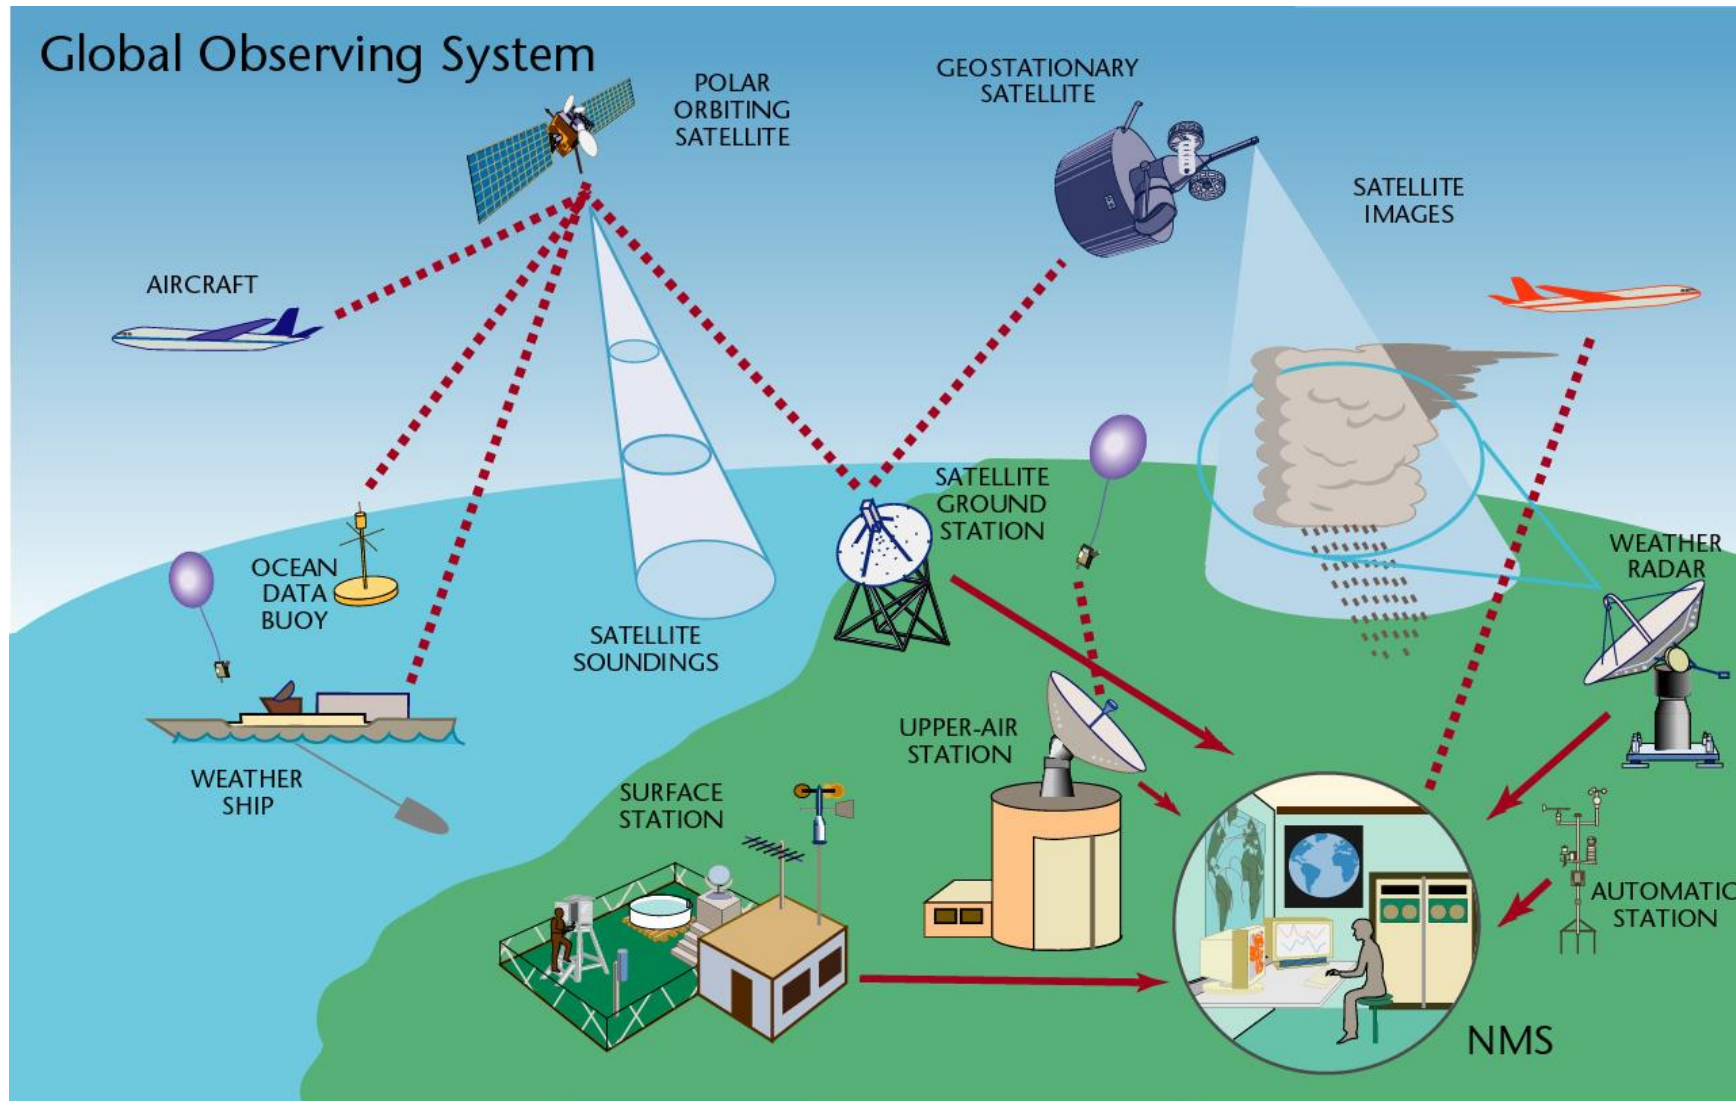 Global Observing System
POLAR
ORBITING
SATELLITE
GEOSTATIONARY
SATELLITE
SATELLITE
IMAGES
AIRCRAFT
SATELLITE
GROUND
STATION
WEATHER
RADAR
OCEAN
DATA
BUOY
SATELLITE
SOUNDINGS
UPPER-AIR
STATION
WEATHER
SHIP
SURFACE
STATION
AUTOMATIC
STATION
NMS